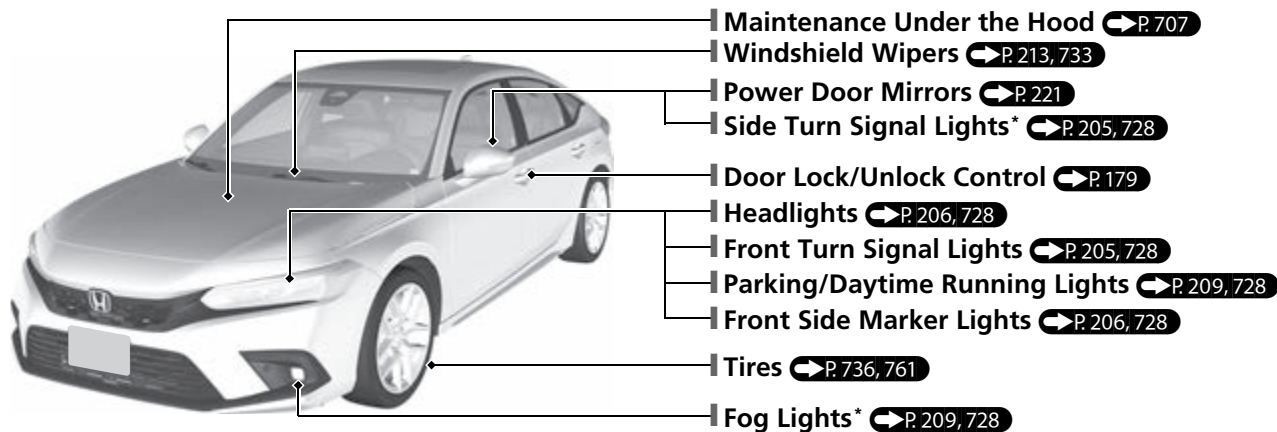 Maintenance Under the Hood P. 707
Windshield Wipers P. 213, 733
Power Door Mirrors P. 221
Side Turn Signal Lights* P. 205, 728
Door Lock/Unlock Control P. 179
Headlights P. 206, 728
Front Turn Signal Lights P. 205, 728
Parking/Daytime Running Lights P. 209, 728
Front Side Marker Lights P. 206, 728
Tires P. 736, 761
Fog Lights* P. 209, 728